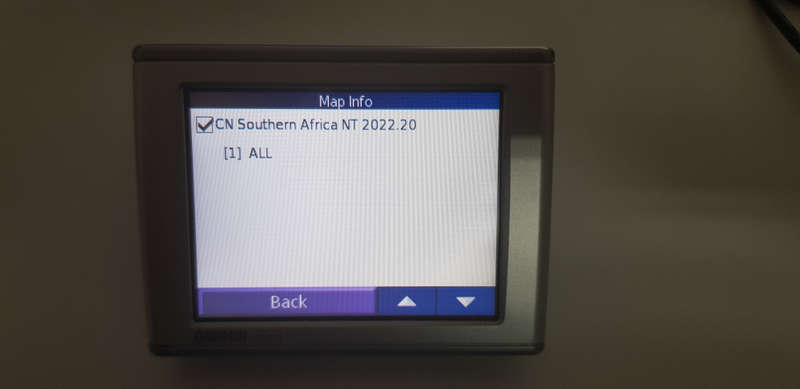 Map Info
CN Southern Africa NT 2022.20
[1] ALL
Back